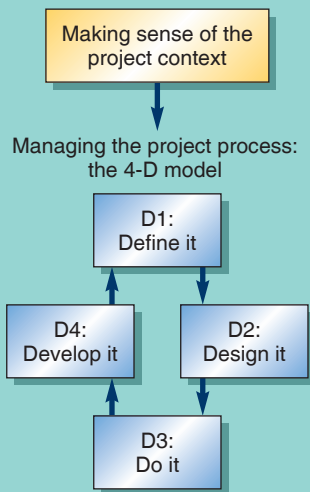 Making sense of the
project context
Managing the project process:
the 4-D model
D1:
Define it
D4:
Develop it
D2:
Design it
D3:
Do it